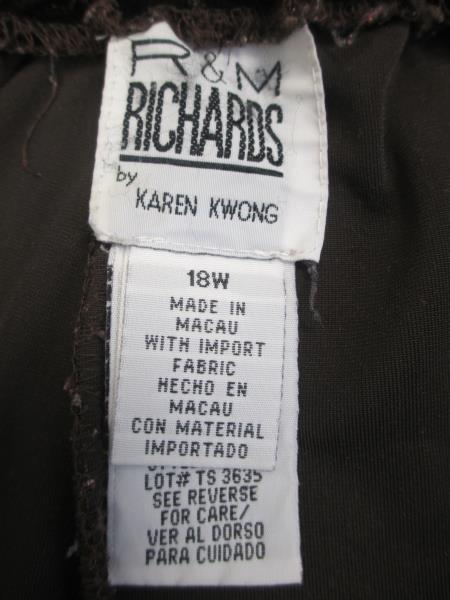 R&M
RICHARDS
by
KAREN KWONG
18W
MADE IN
MACAU
WITH IMPORT
FABRIC
HECHO EN
MACAU
CON MATERIAL
IMPORTADO
LOT# TS 3635
SEE REVERSE
FOR CARE/
VER AL DORSO
PARA CUIDADO